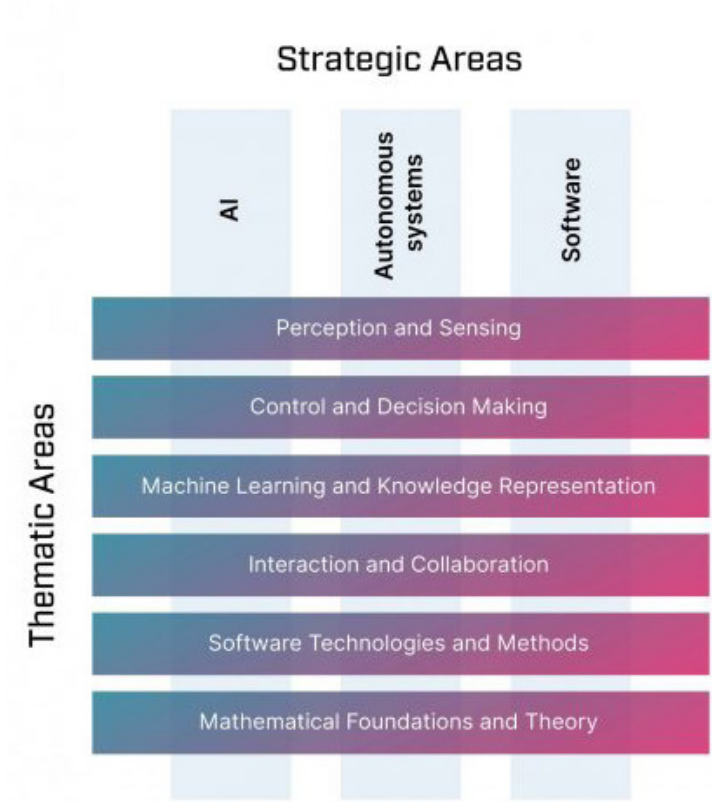 Strategic Areas
AI
Autonomous
systems
Software
Thematic Areas
Perception and Sensing
Control and Decision Making
Machine Learning and Knowledge Representation
Interaction and Collaboration
Software Technologies and Methods
Mathematical Foundations and Theory